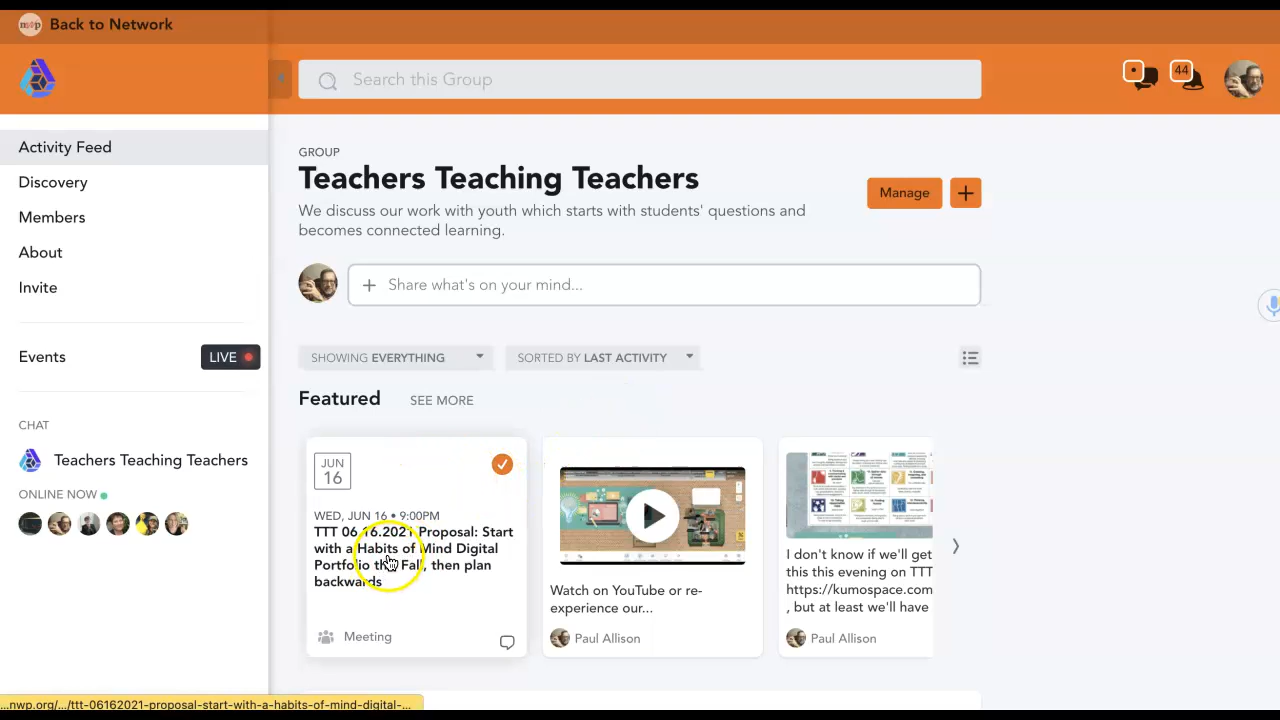 nwp Back to Network
Search this Group
44
Activity Feed
Discovery
Members
About
Invite
Events
LIVE
CHAT
Teachers Teaching Teachers
ONLINE NOW
GROUP
Teachers Teaching Teachers
We discuss our work with youth which starts with students' questions and
becomes connected learning.
Manage
+
+ Share what's on your mind...
SHOWING EVERYTHING
SORTED BY LAST ACTIVITY
Featured
SEE MORE
JUN
16
WED, JUN 16 • 9:00PM
TTT 06.16.2021 Proposal: Start
with a Habits of Mind Digital
Portfolio this Fall, then plan
backwards
Meeting
Watch on YouTube or re-
experience our...
Paul Allison
I don't know if we'll get
this this evening on TTT
https://kumospace.com
, but at least we'll have
Paul Allison
...nwp.org/.../ttt-06162021-proposal-start-with-a-habits-of-mind-digital-...